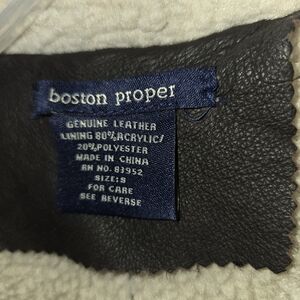 boston proper
GENUINE LEATHER
LINING 80% ACRYLIC/
20% POLYESTER
MADE IN CHINA
RN NO. 83952
SIZE: S
FOR CARE
SEE REVERSE